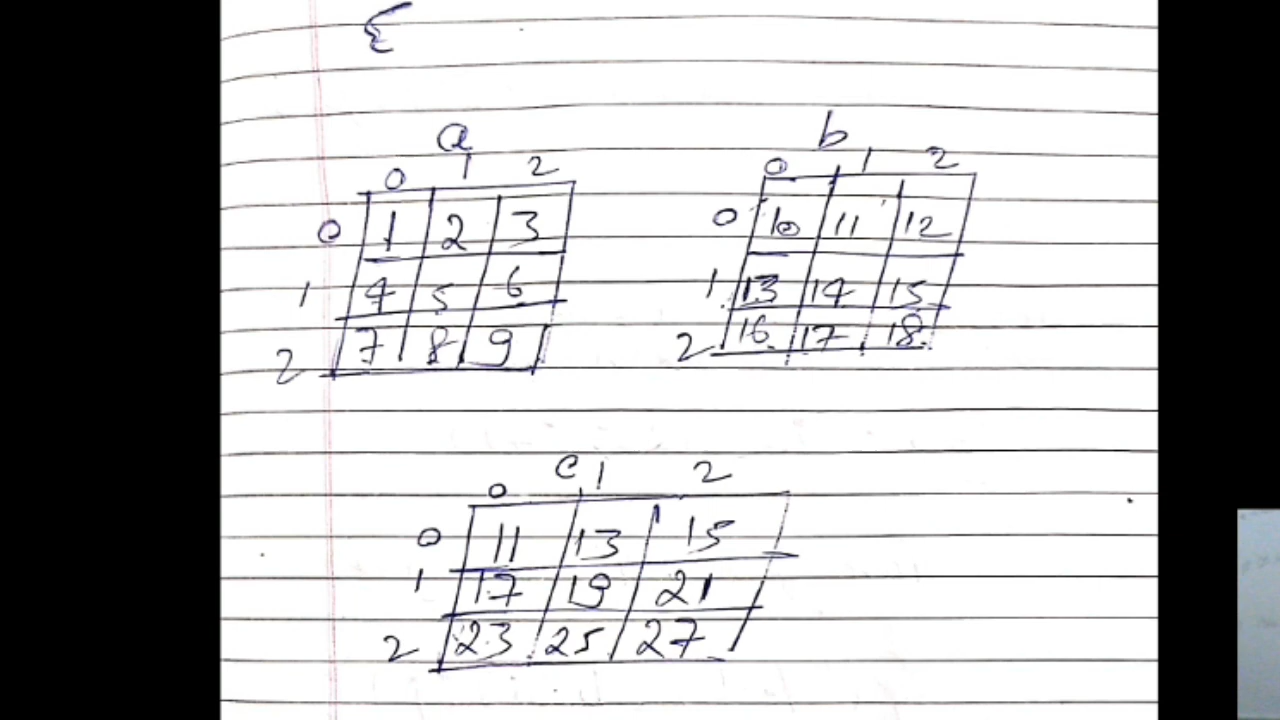 {
a b
0 1 2 0 1 2
0 1 2 3 0 10 11 12
1 4 5 6 1 13 14 15
2 7 8 9 2 16 17 18
c
0 1 2
0 11 13 15
1 17 19 21
2 23 25 27